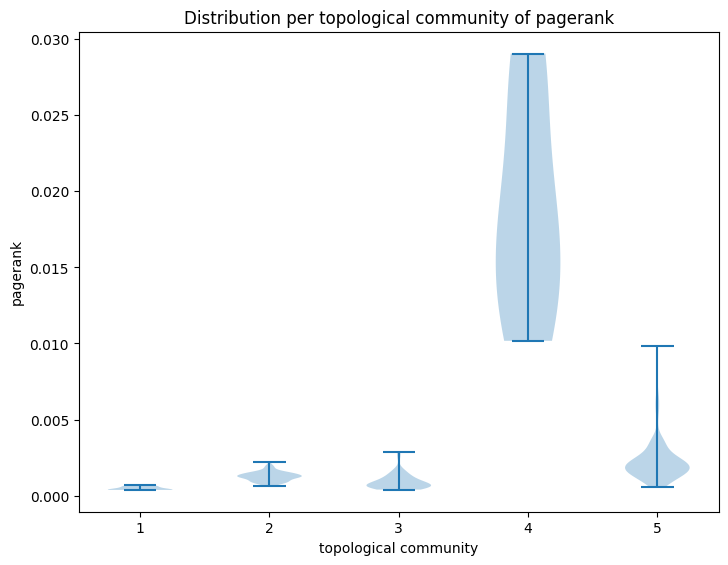 Distribution per topological community of pagerank
0.030
0.025
0.020
0.015
0.010
0.005
0.000
pagerank
1 2 3 4 5
topological community